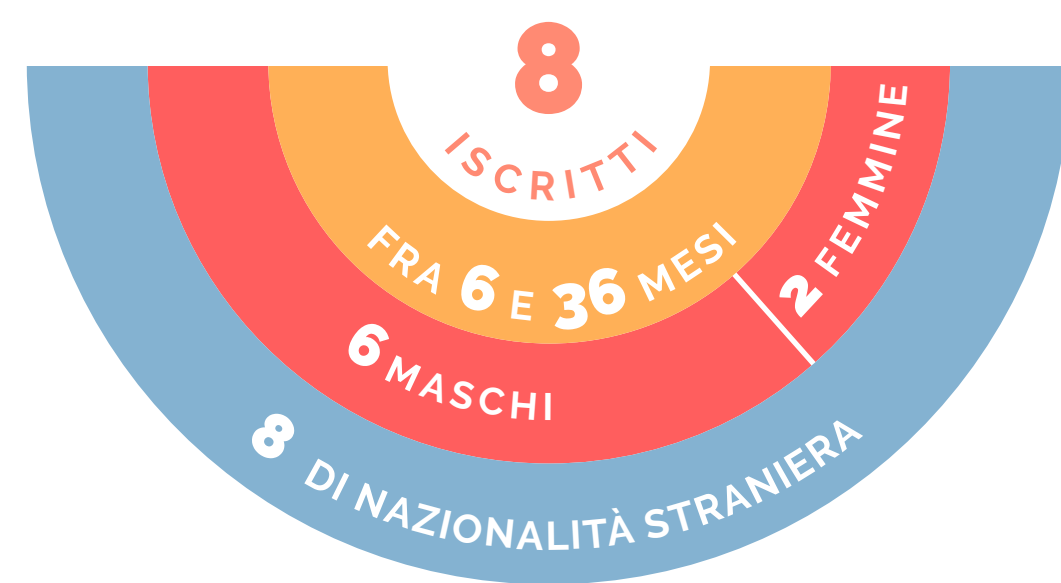 8
ISCRITTI
FRA 6 E 36 MESI
6 MASCHI
2 FEMMINE
8 DI NAZIONALITÀ STRANIERA